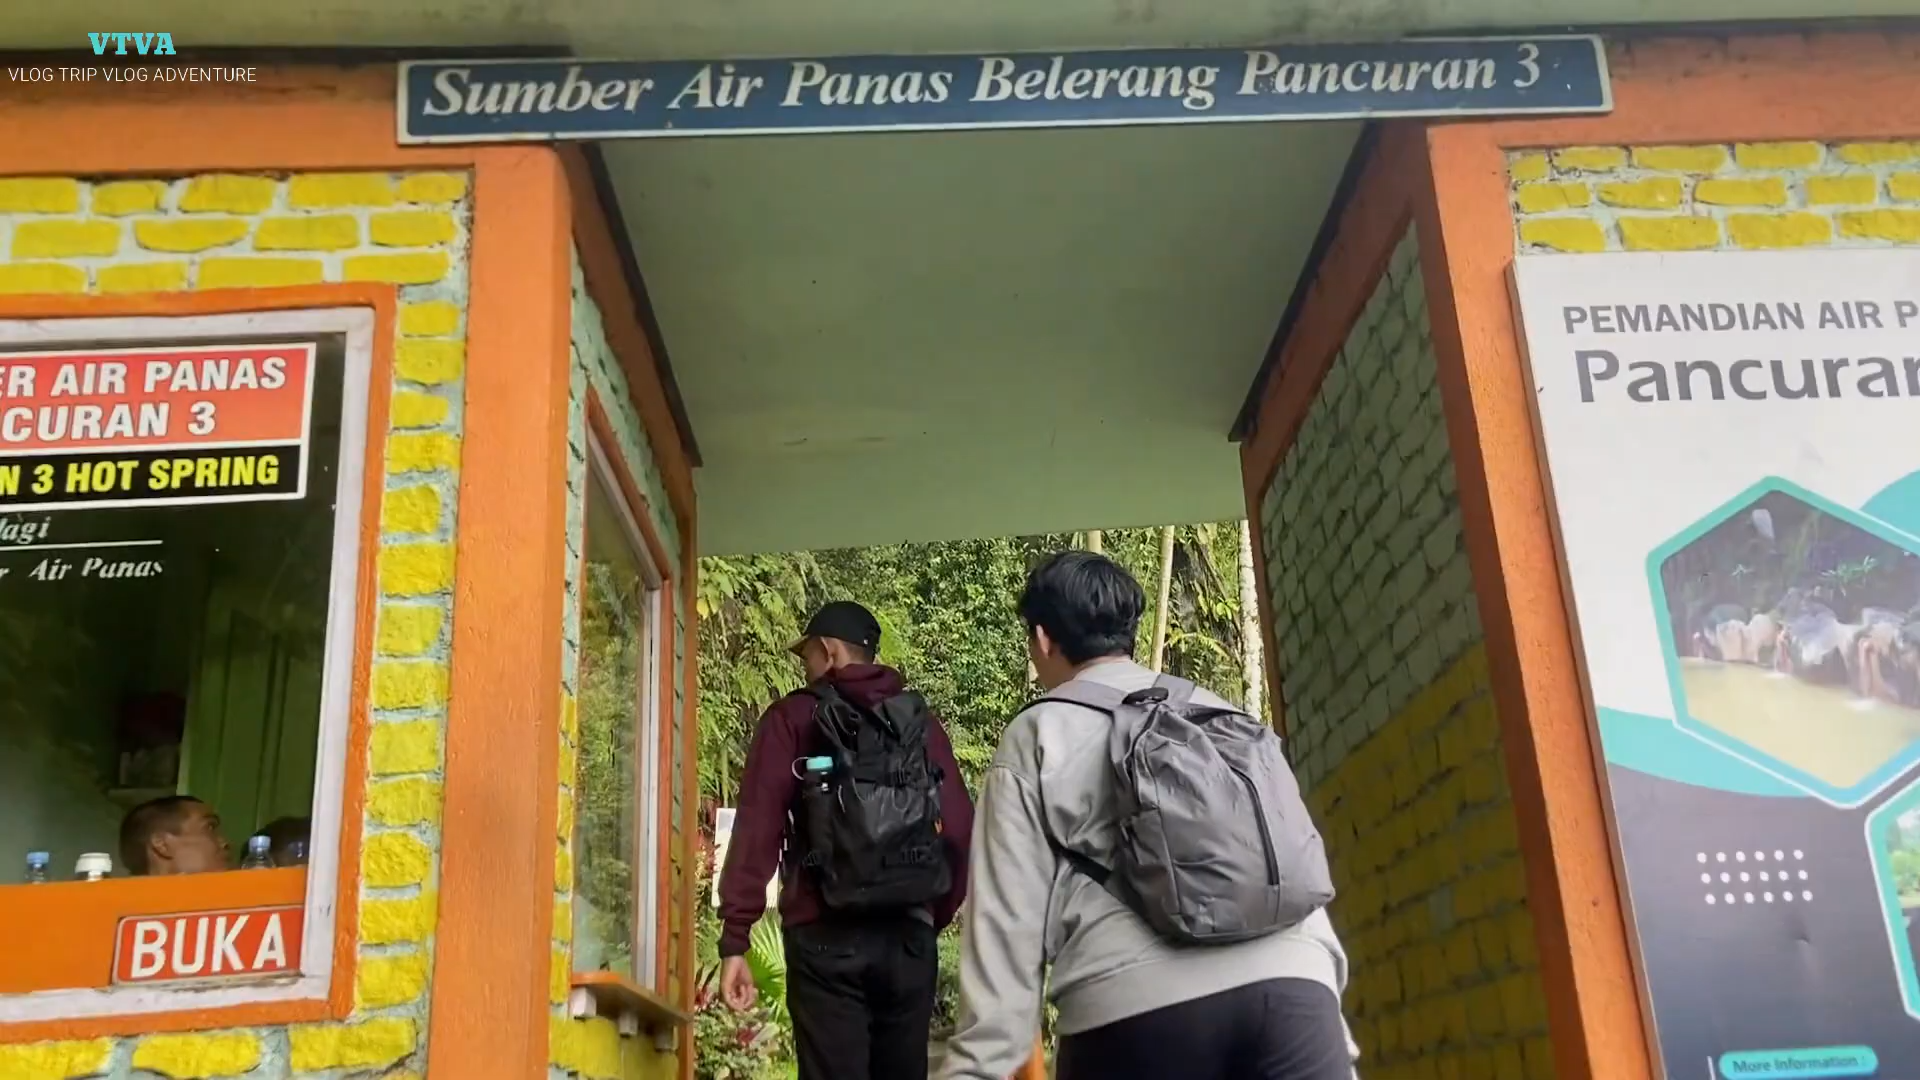 VTVA
VLOG TRIP VLOG ADVENTURE
Sumber Air Panas Belerang Pancuran 3
ER AIR PANAS
CURAN 3
N 3 HOT SPRING
lagi
r Air Panas
BUKA
PEMANDIAN AIR P
Pancuran
More Information :